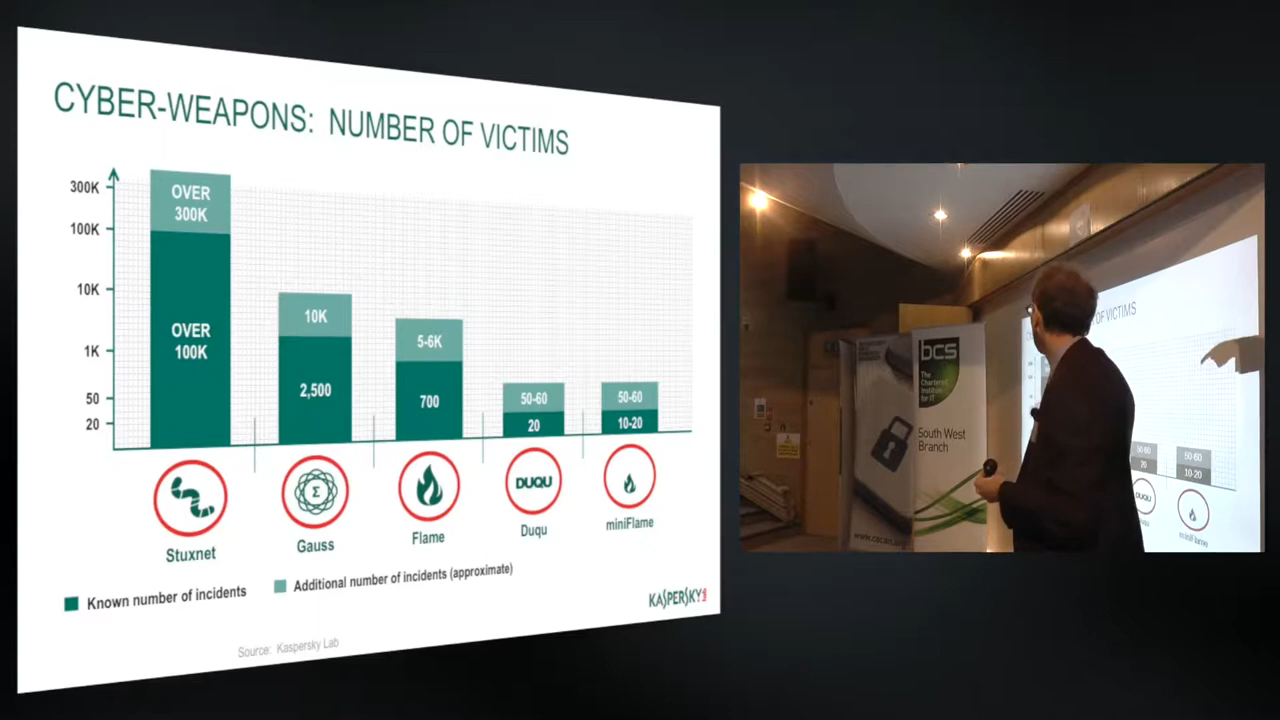 CYBER-WEAPONS: NUMBER OF VICTIMS
300K
100K
10K
1K
50
20
OVER
300K
OVER
100K
10K
2,500
5-6K
700
50-60
20
50-60
10-20
Σ
DUQU
Stuxnet
Gauss
Flame
Duqu
miniFlame
Known number of incidents
Additional number of incidents (approximate)
KASPERSKY
Source: Kaspersky Lab
bcs
The
Chartered
Institute
for IT
South West
Branch
OF VICTIMS
50-60
20
50-60
10-20
DUQU
miniFlame